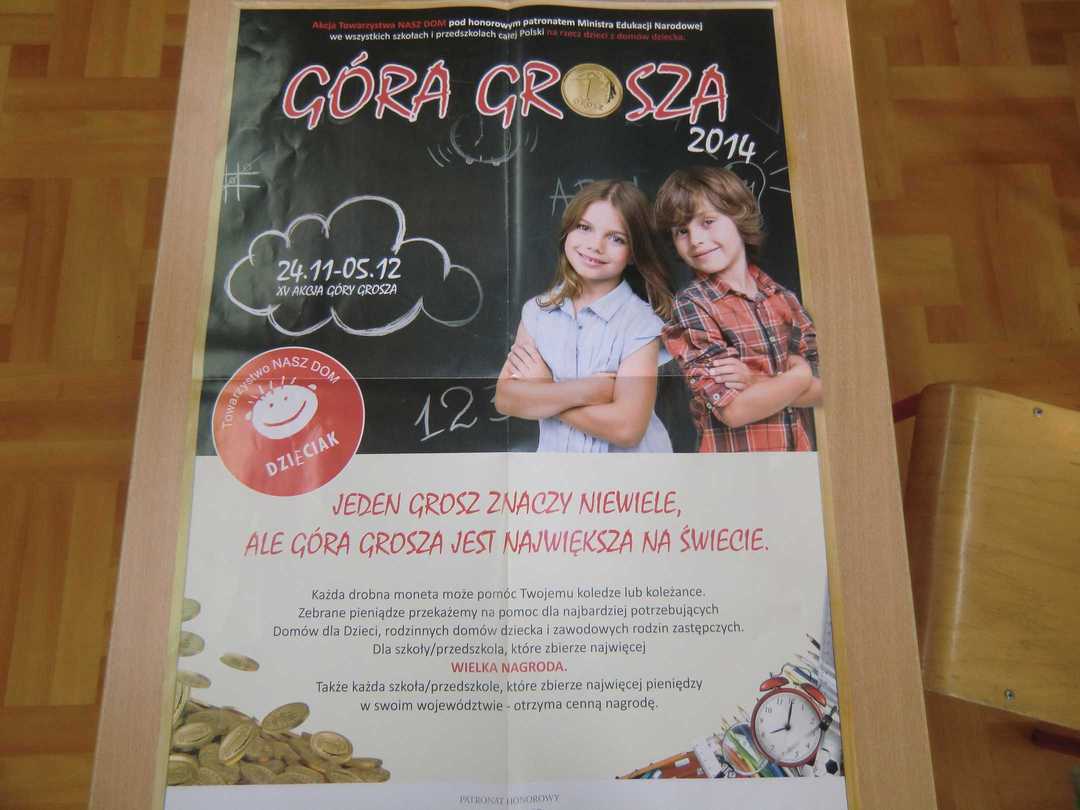 Akcja Towarzystwa NASZ DOM pod honorowym patronatem Ministra Edukacji Narodowej
we wszystkich szkołach i przedszkolach całej Polski na rzecz dzieci z domów dziecka.
GÓRA GROSZA
1
GROSZ
2014
24.11-05.12
XV AKCJA GÓRY GROSZA
Towarzystwo NASZ DOM
DZIĘCIAK
123
JEDEN GROSZ ZNACZY NIEWIELE,
ALE GÓRA GROSZA JEST NAJWIĘKSZA NA ŚWIECIE.
Każda drobna moneta może pomóc Twojemu koledze lub koleżance.
Zebrane pieniądze przekażemy na pomoc dla najbardziej potrzebujących
Domów dla Dzieci, rodzinnych domów dziecka i zawodowych rodzin zastępczych.
Dla szkoły/przedszkola, które zbierze najwięcej
WIELKA NAGRODA.
Także każda szkoła/przedszkole, które zbierze najwięcej pieniędzy
w swoim województwie - otrzyma cenną nagrodę.
PATRONAT HONOROWY